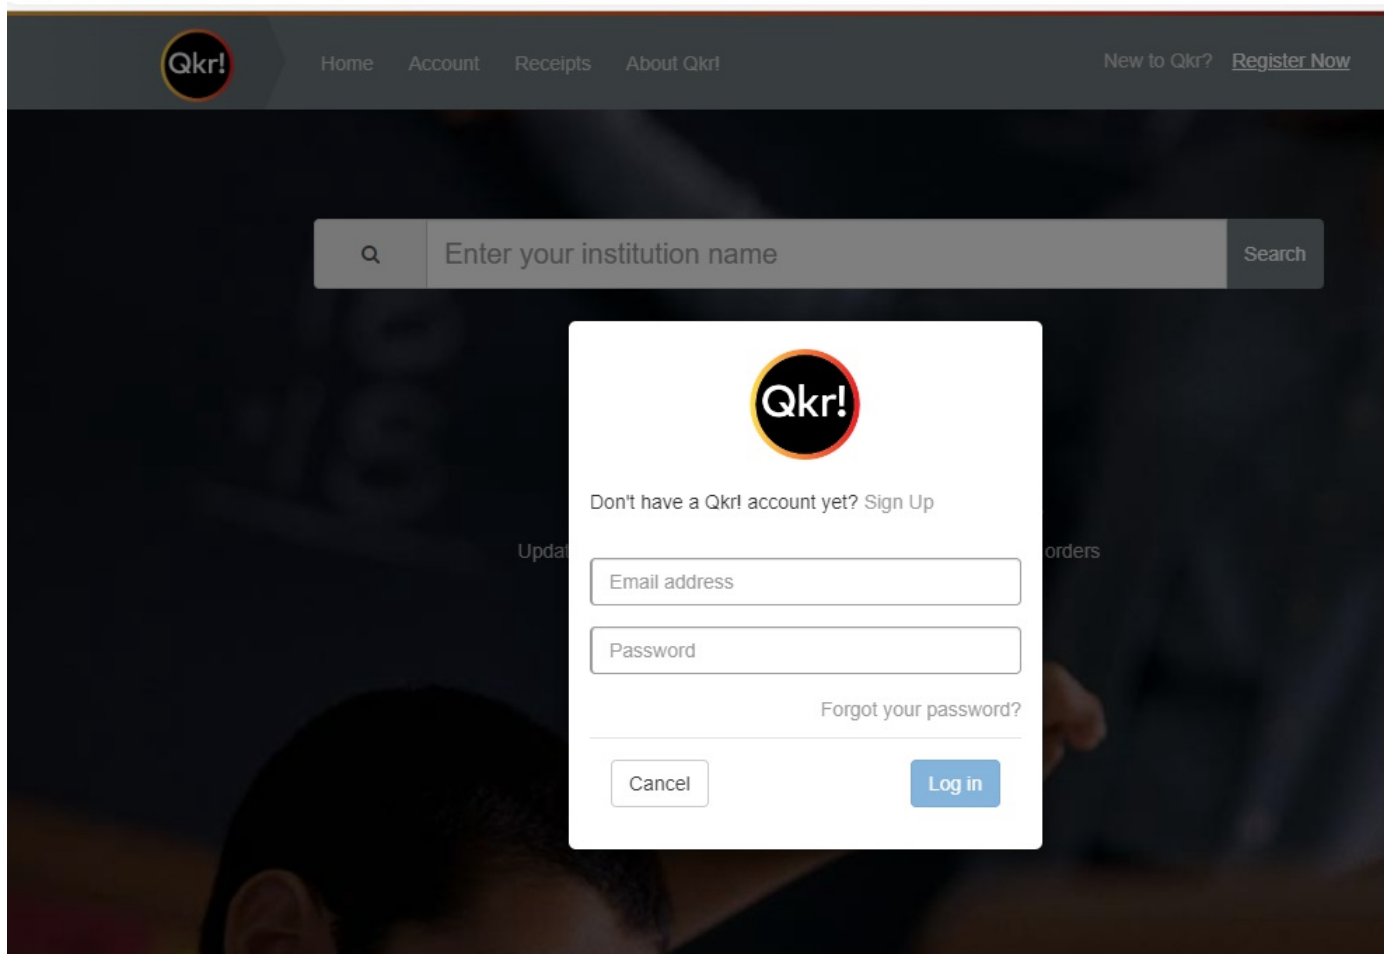 Qkr!
Home Account Receipts About Qkr!
New to Qkr? Register Now
Enter your institution name
Search
Qkr!
Don't have a Qkr! account yet? Sign Up
orders
Email address
Password
Forgot your password?
Cancel
Log in